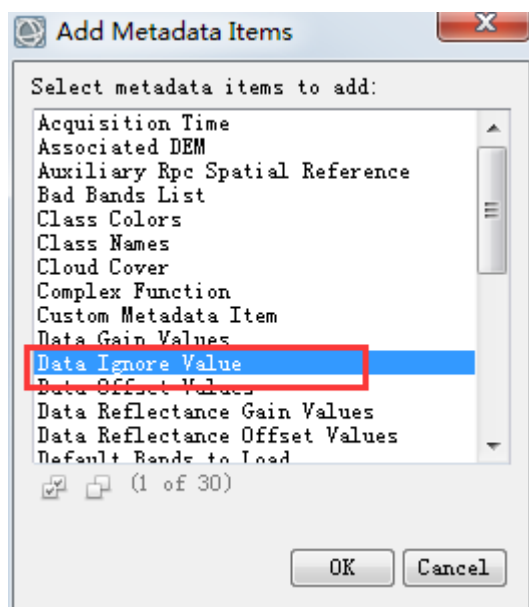 Add Metadata Items
Select metadata items to add:
Acquisition Time
Associated DEM
Auxiliary Rpc Spatial Reference
Bad Bands List
Class Colors
Class Names
Cloud Cover
Complex Function
Custom Metadata Item
Data Gain Values
Data Ignore Value
Data Offset Values
Data Reflectance Gain Values
Data Reflectance Offset Values
Default Bands to Load
(1 of 30)
OK Cancel